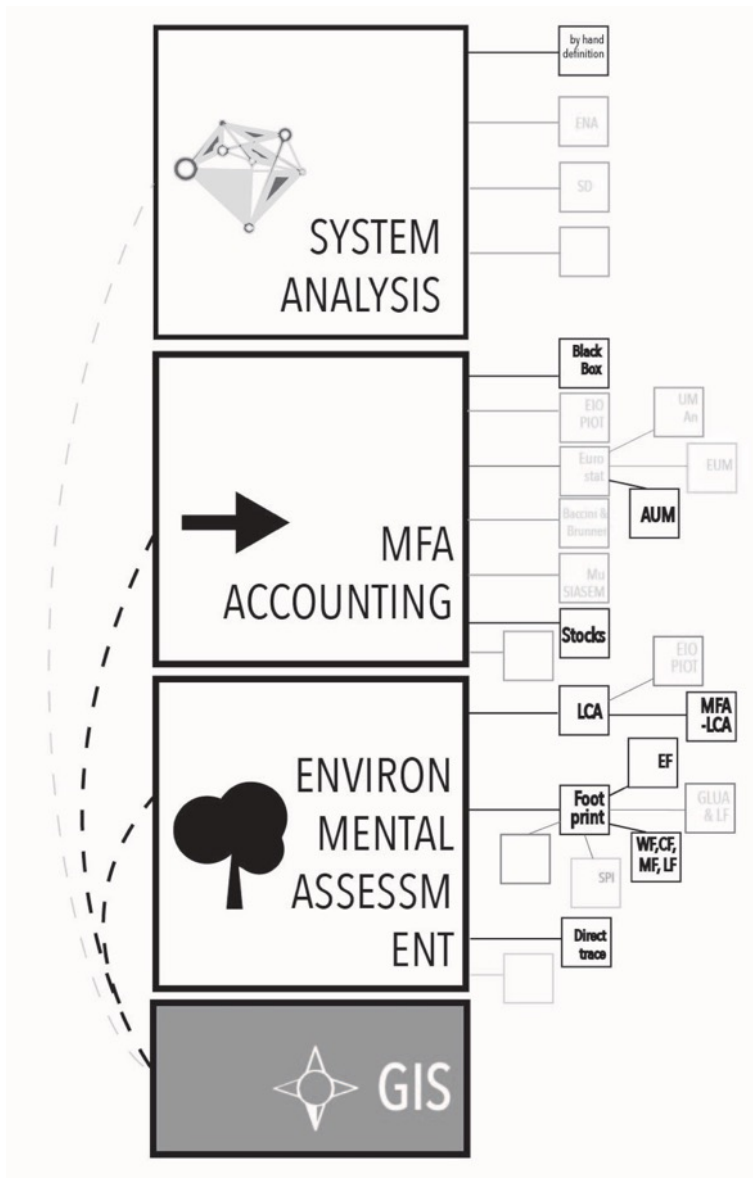 by hand
definition
ENA
SD
SYSTEM
ANALYSIS
Black
Box
EIO
PIOT
UM
An
Euro
stat
EUM
AUM
Baccini &
Brunner
MFA
ACCOUNTING
Mu
SIASEM
Stocks
EIO
PIOT
LCA
MFA
-LCA
ENVIRON
MENTAL
ASSESSM
ENT
EF
Foot
print
GLUA
& LF
WF,CF,
MF, LF
SPI
Direct
trace
GIS